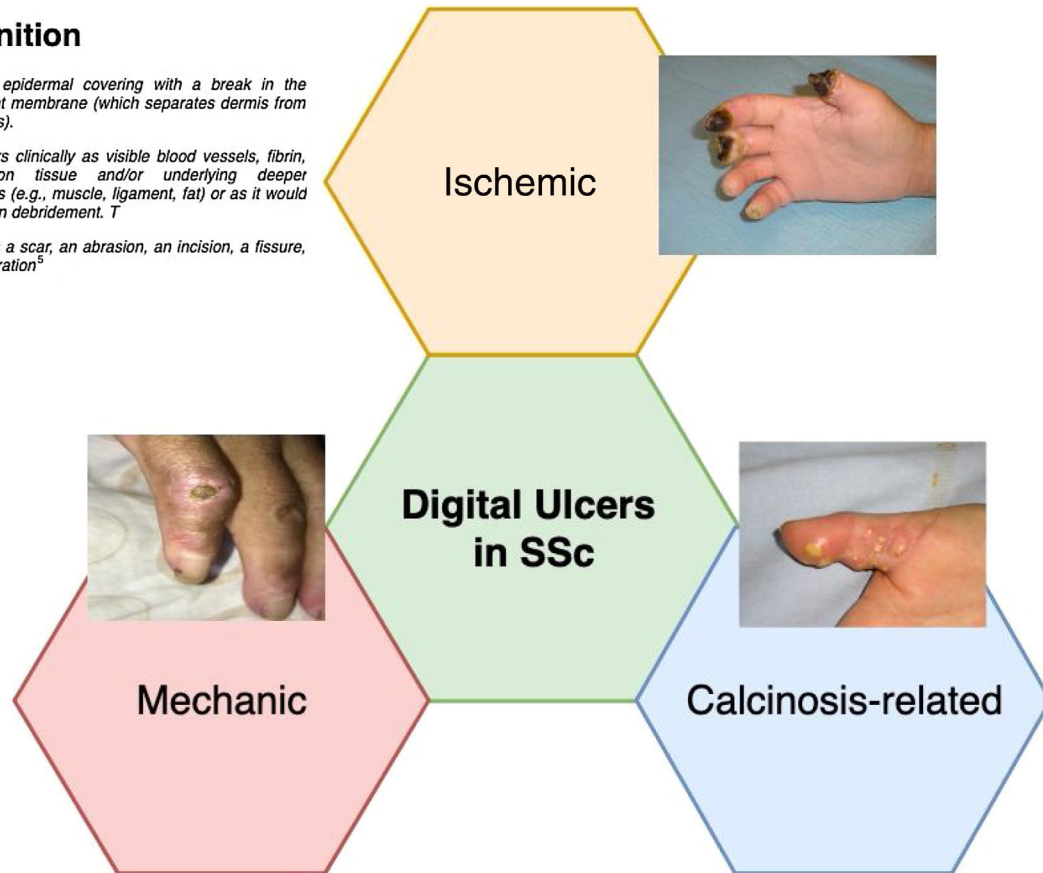 nition
epidermal covering with a break in the
t membrane (which separates dermis from
s).
rs clinically as visible blood vessels, fibrin,
on tissue and/or underlying deeper
s (e.g., muscle, ligament, fat) or as it would
n debridement. T
a scar, an abrasion, an incision, a fissure,
ration⁵
Ischemic
Digital Ulcers
in SSc
Mechanic
Calcinosis-related